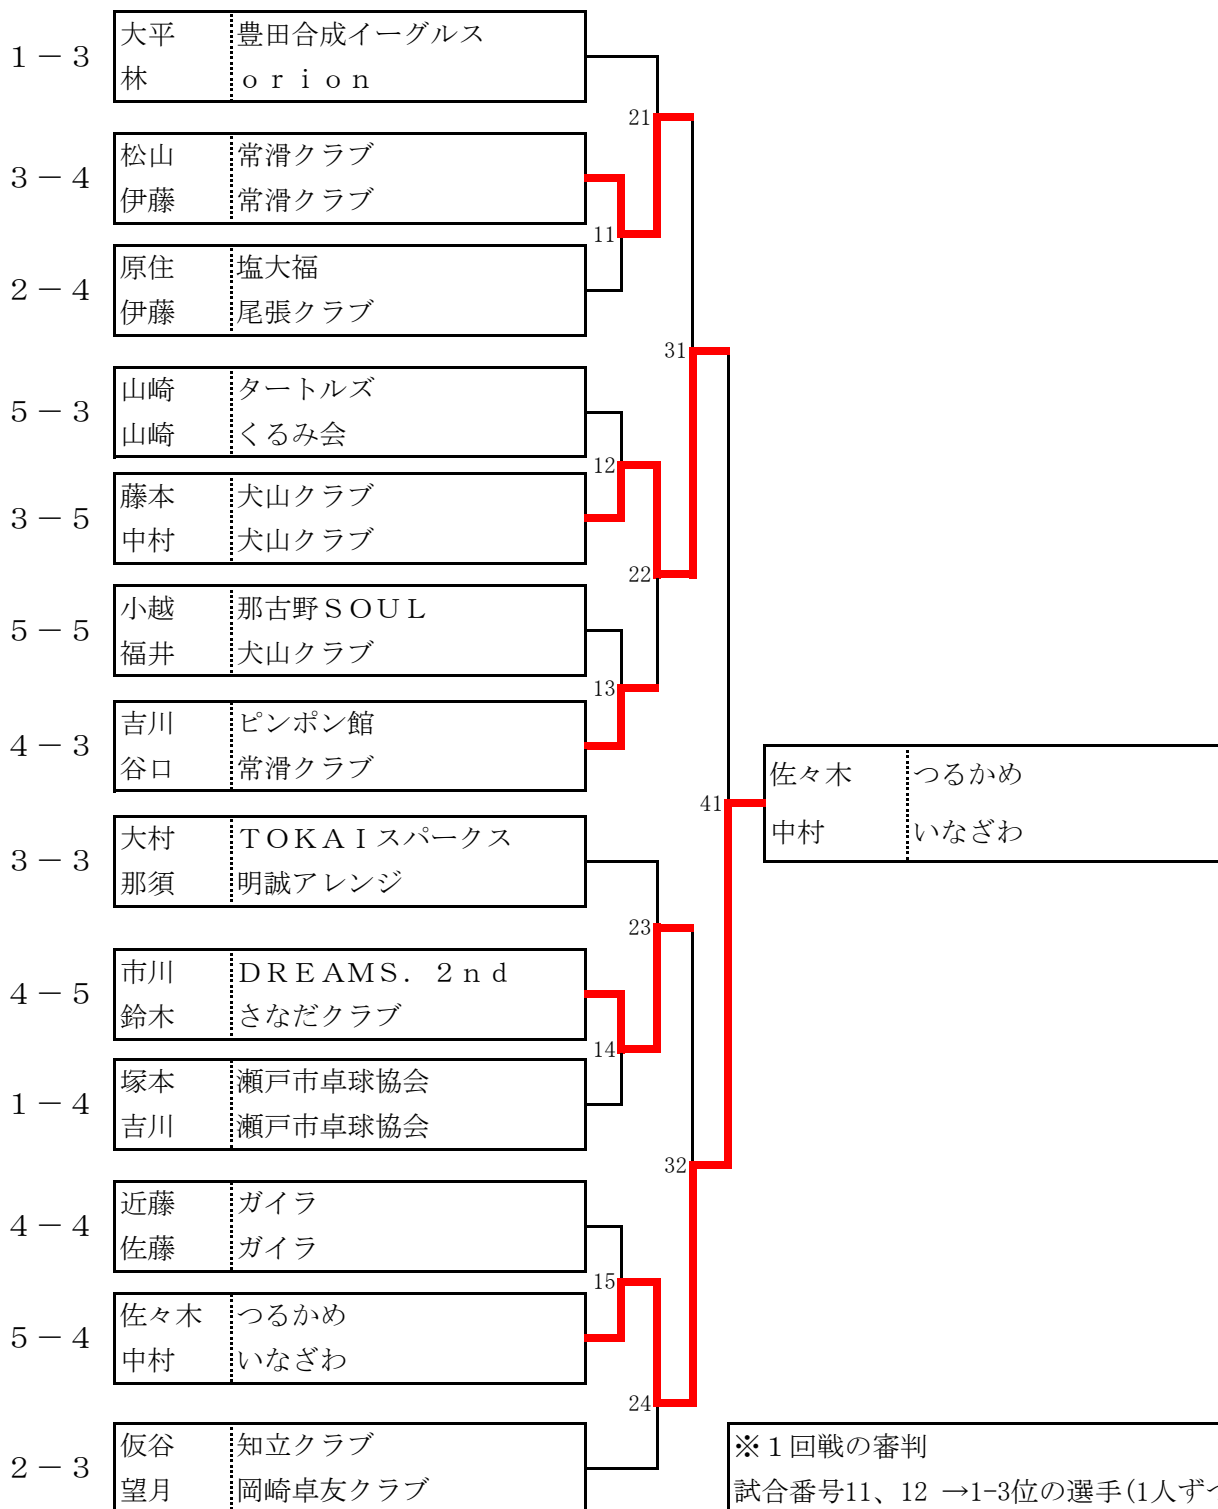 1－3
大平 豊田合成イーグルス
林 ｏｒｉｏｎ
21
3－4
松山 常滑クラブ
伊藤 常滑クラブ
11
2－4
原住 塩大福
伊藤 尾張クラブ
31
5－3
山崎 タートルズ
山崎 くるみ会
12
3－5
藤本 犬山クラブ
中村 犬山クラブ
22
5－5
小越 那古野ＳＯＵＬ
福井 犬山クラブ
13
4－3
吉川 ピンポン館
谷口 常滑クラブ
41
佐々木 つるかめ
中村 いなざわ
3－3
大村 ＴＯＫＡＩスパークス
那須 明誠アレンジ
23
4－5
市川 ＤＲＥＡＭＳ．２ｎｄ
鈴木 さなだクラブ
14
1－4
塚本 瀬戸市卓球協会
吉川 瀬戸市卓球協会
32
4－4
近藤 ガイラ
佐藤 ガイラ
15
5－4
佐々木 つるかめ
中村 いなざわ
24
2－3
仮谷 知立クラブ
望月 岡崎卓友クラブ
※１回戦の審判
試合番号11、12 →1-3位の選手(1人ずつ